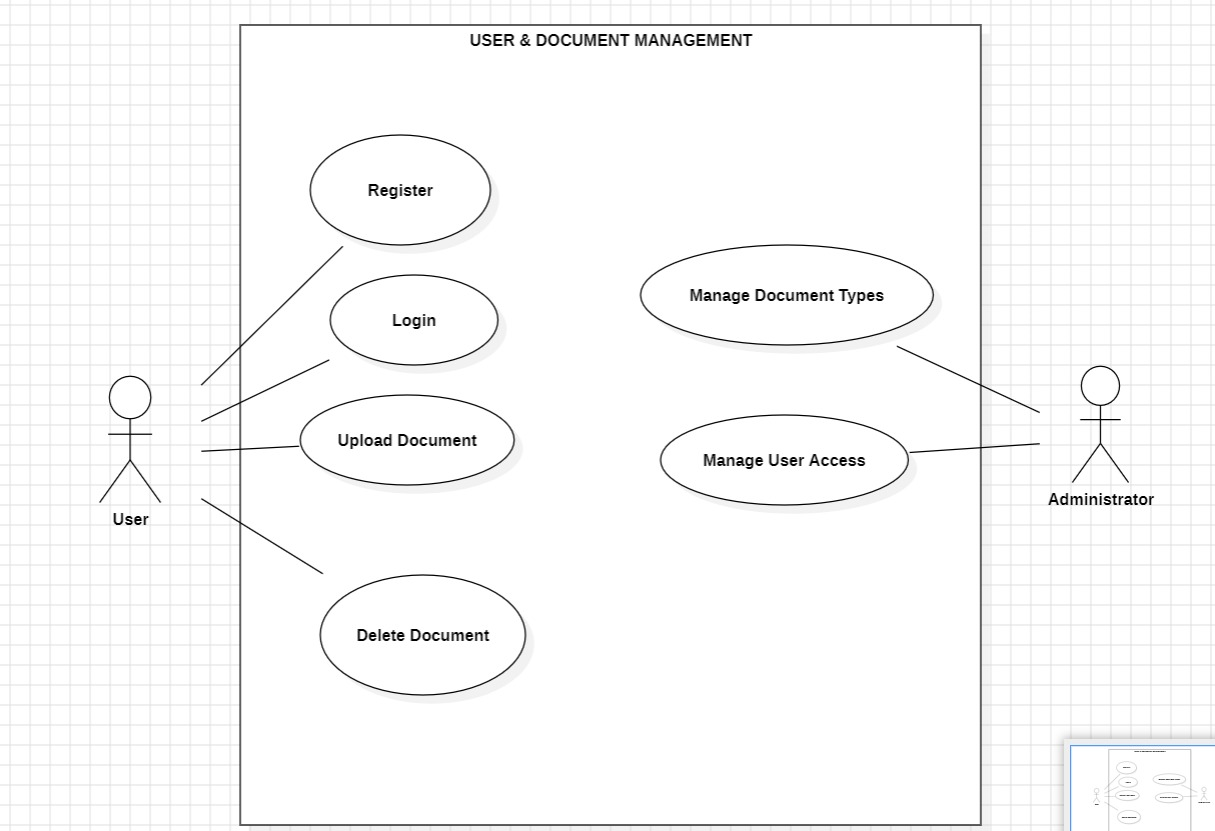 USER & DOCUMENT MANAGEMENT
Register
Login
Upload Document
Delete Document
Manage Document Types
Manage User Access
User
Administrator